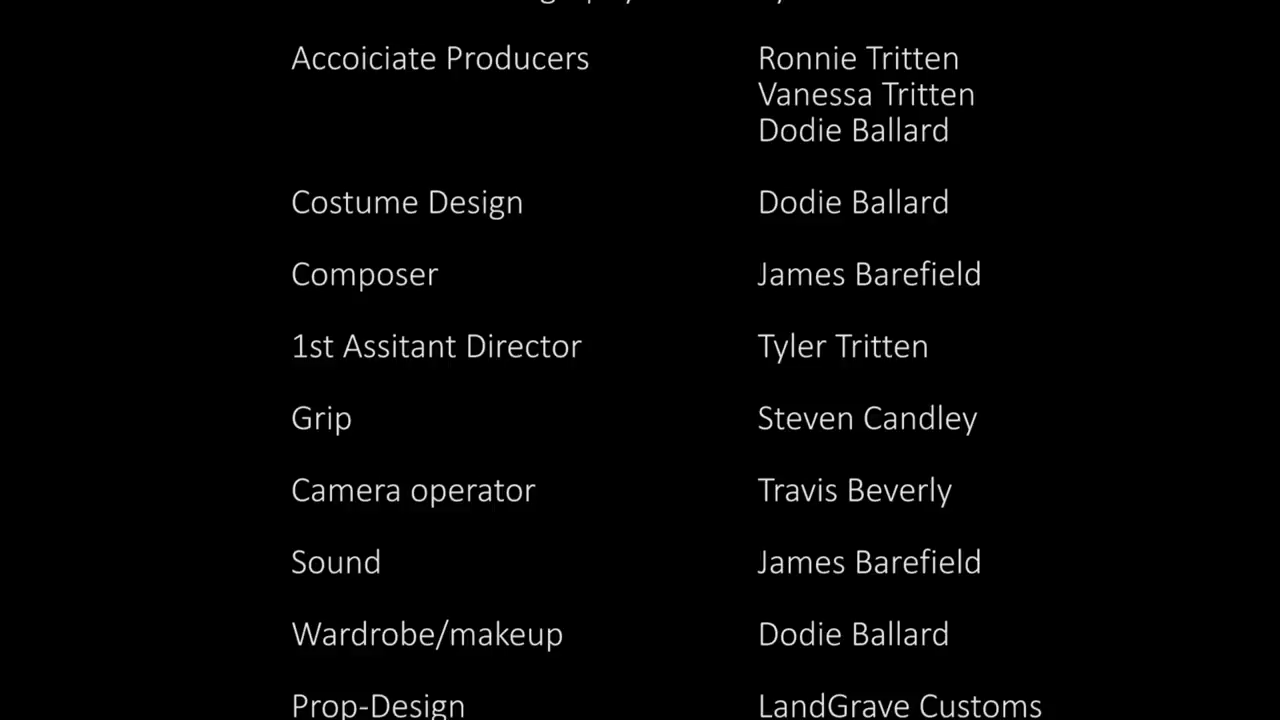 Accoiciate Producers Ronnie Tritten
Vanessa Tritten
Dodie Ballard
Costume Design Dodie Ballard
Composer James Barefield
1st Assitant Director Tyler Tritten
Grip Steven Candley
Camera operator Travis Beverly
Sound James Barefield
Wardrobe/makeup Dodie Ballard
Prop-Design LandGrave Customs